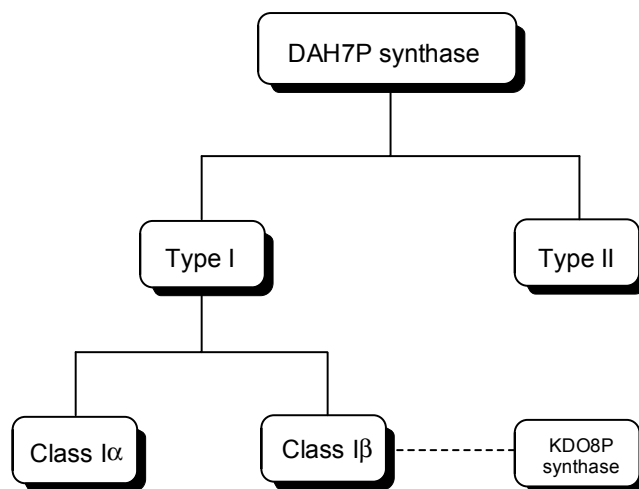 DAH7P synthase
Type I
Type II
Class Iα
Class Iβ
KDO8P
synthase